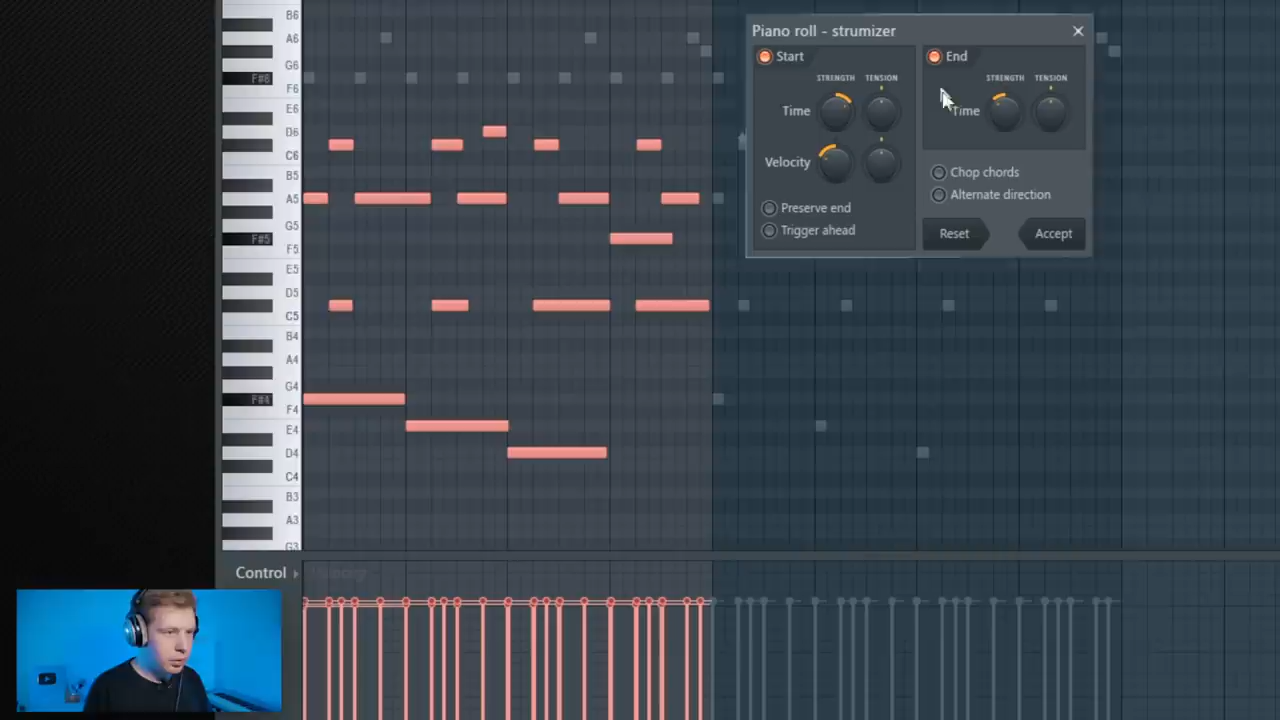 Piano roll - strumizer
Start
End
STRENGTH TENSION
STRENGTH TENSION
Time
Time
Velocity
Preserve end
Trigger ahead
Chop chords
Alternate direction
Reset
Accept
B6
A6
G6
F#6
F6
E6
D6
C6
B5
A5
G5
F#5
F5
E5
D5
C5
B4
A4
G4
F#4
F4
E4
D4
C4
B3
A3
G3
Control
Velocity